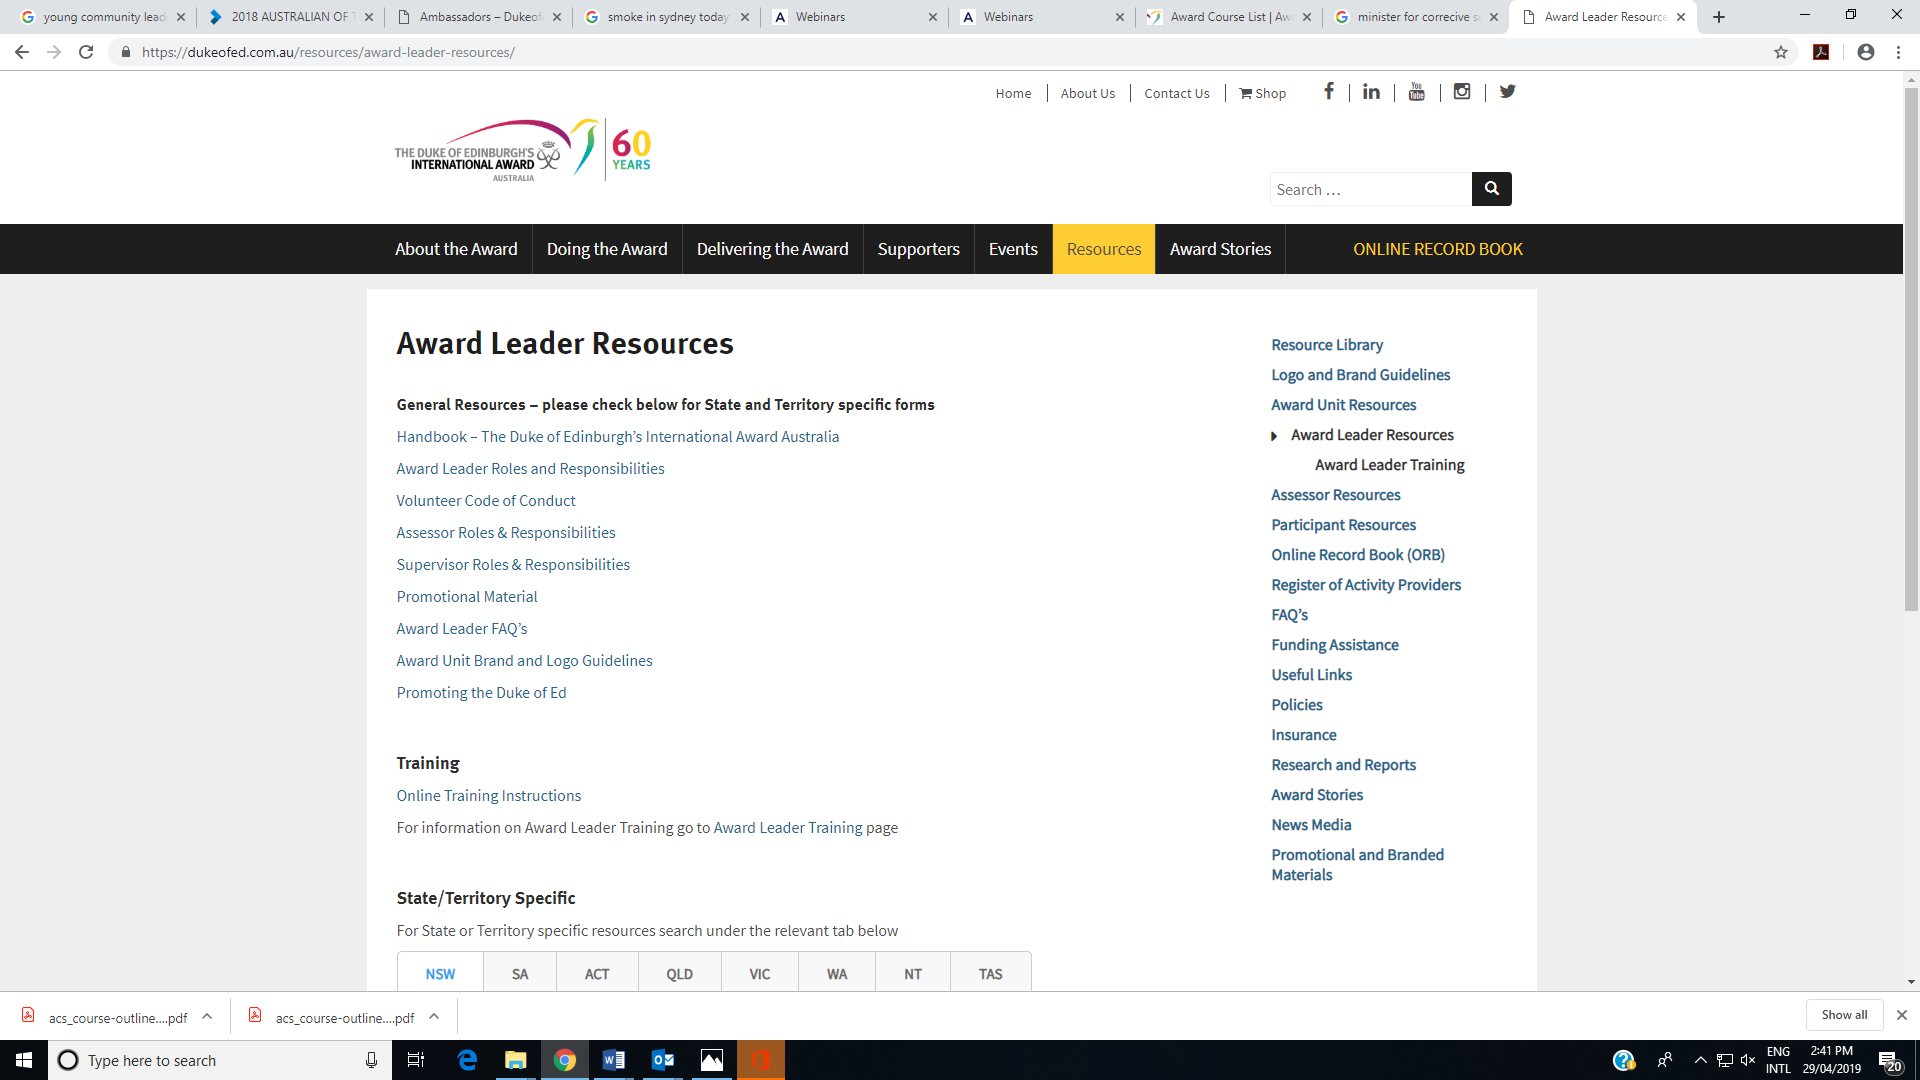 young community lead
2018 AUSTRALIAN OF T
Ambassadors – Dukeof
smoke in sydney today
Webinars
Webinars
Award Course List | Aw
minister for correcive se
Award Leader Resource
https://dukeofed.com.au/resources/award-leader-resources/
Home
About Us
Contact Us
Shop
You Tube
THE DUKE OF EDINBURGH'S
INTERNATIONAL AWARD
AUSTRALIA
60
YEARS
Search …
About the Award
Doing the Award
Delivering the Award
Supporters
Events
Resources
Award Stories
ONLINE RECORD BOOK
Award Leader Resources
General Resources – please check below for State and Territory specific forms
Handbook – The Duke of Edinburgh's International Award Australia
Award Leader Roles and Responsibilities
Volunteer Code of Conduct
Assessor Roles & Responsibilities
Supervisor Roles & Responsibilities
Promotional Material
Award Leader FAQ's
Award Unit Brand and Logo Guidelines
Promoting the Duke of Ed
Training
Online Training Instructions
For information on Award Leader Training go to Award Leader Training page
State/Territory Specific
For State or Territory specific resources search under the relevant tab below
NSW
SA
ACT
QLD
VIC
WA
NT
TAS
Resource Library
Logo and Brand Guidelines
Award Unit Resources
Award Leader Resources
Award Leader Training
Assessor Resources
Participant Resources
Online Record Book (ORB)
Register of Activity Providers
FAQ's
Funding Assistance
Useful Links
Policies
Insurance
Research and Reports
Award Stories
News Media
Promotional and Branded
Materials
acs_course-outline....pdf
acs_course-outline....pdf
Show all
Type here to search
ENG
INTL
2:41 PM
29/04/2019
20